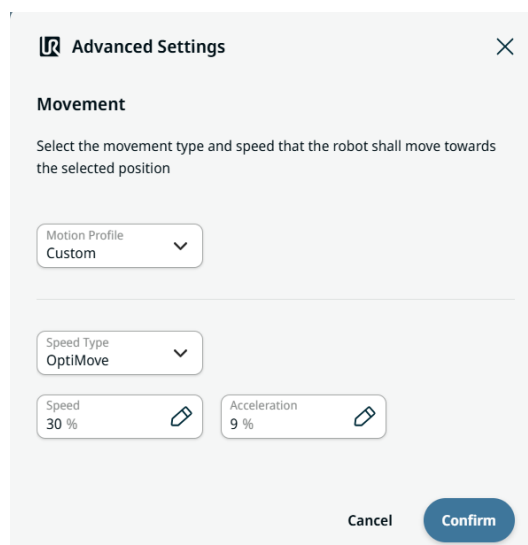 UR Advanced Settings
Movement
Select the movement type and speed that the robot shall move towards
the selected position
Motion Profile
Custom
Speed Type
OptiMove
Speed
30 %
Acceleration
9 %
Cancel
Confirm